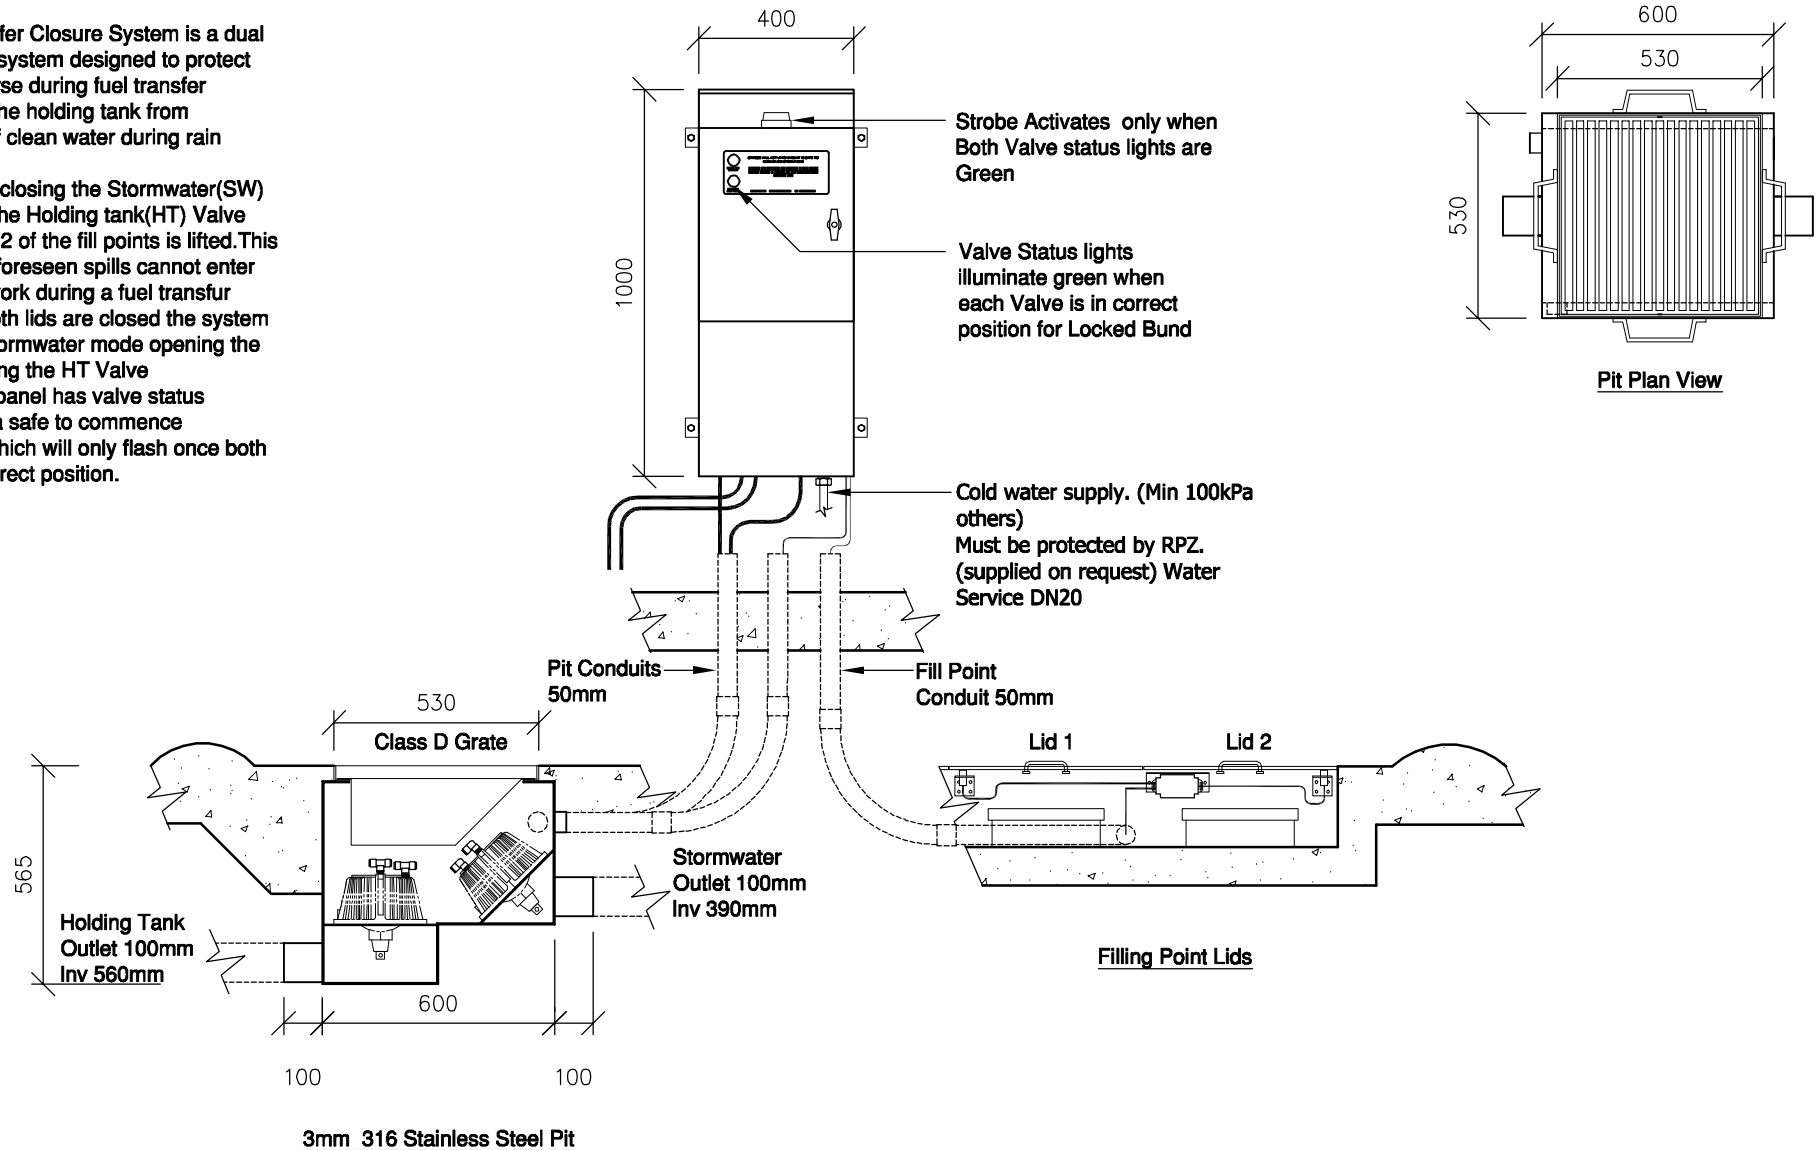 fer Closure System is a dual
system designed to protect
rse during fuel transfer
he holding tank from
f clean water during rain
closing the Stormwater(SW)
he Holding tank(HT) Valve
2 of the fill points is lifted.This
foreseen spills cannot enter
vork during a fuel transfur
oth lids are closed the system
ormwater mode opening the
ng the HT Valve
panel has valve status
a safe to commence
hich will only flash once both
rect position.
400
1000
Strobe Activates only when
Both Valve status lights are
Green
Valve Status lights
illuminate green when
each Valve is in correct
position for Locked Bund
Cold water supply. (Min 100kPa
others)
Must be protected by RPZ.
(supplied on request) Water
Service DN20
600
530
530
Pit Plan View
Pit Conduits
50mm
Fill Point
Conduit 50mm
530
Class D Grate
565
Holding Tank
Outlet 100mm
Inv 560mm
Stormwater
Outlet 100mm
Inv 390mm
600
100
100
3mm 316 Stainless Steel Pit
Lid 1
Lid 2
Filling Point Lids